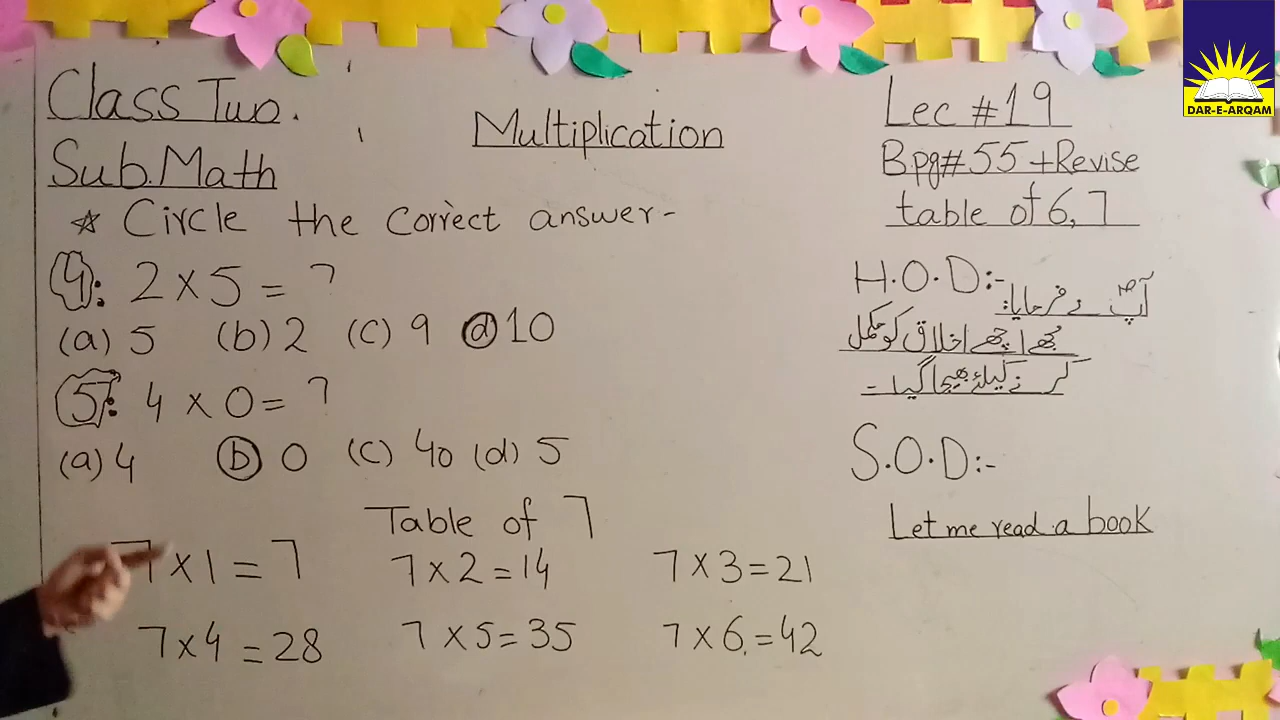 Class Two.
Sub.Math
Multiplication
Lec #19
B.pg#55+Revise
table of 6,7
☆ Circle the correct answer-
4: 2 x 5 = ?
(a) 5 (b) 2 (c) 9 (d) 10
5: 4 x 0 = ?
(a) 4 (b) 0 (c) 40 (d) 5
Table of 7
7 x 1 = 7 7 x 2 = 14 7 x 3 = 21
7 x 4 = 28 7 x 5 = 35 7 x 6 = 42
H.O.D:-
آپؐ نے فرمایا:
مجھے اچھے اخلاق کو مکمل
کرنے کیلئے بھیجا گیا۔
S.O.D:-
Let me read a book
DAR-E-ARQAM